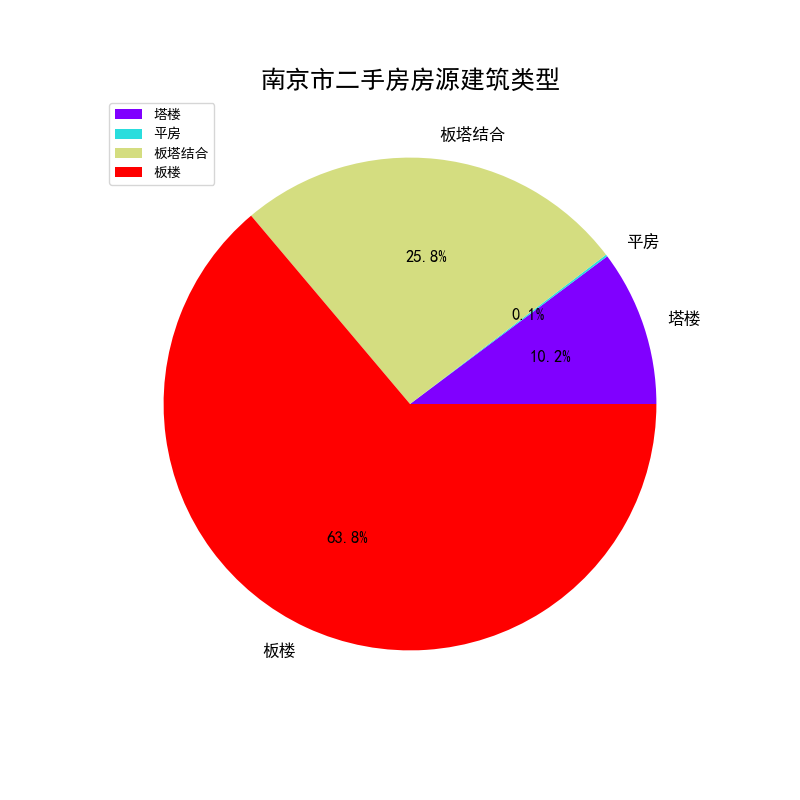 南京市二手房房源建筑类型
塔楼
平房
板塔结合
板楼
板塔结合
平房
塔楼
板楼
25.8%
0.1%
10.2%
63.8%